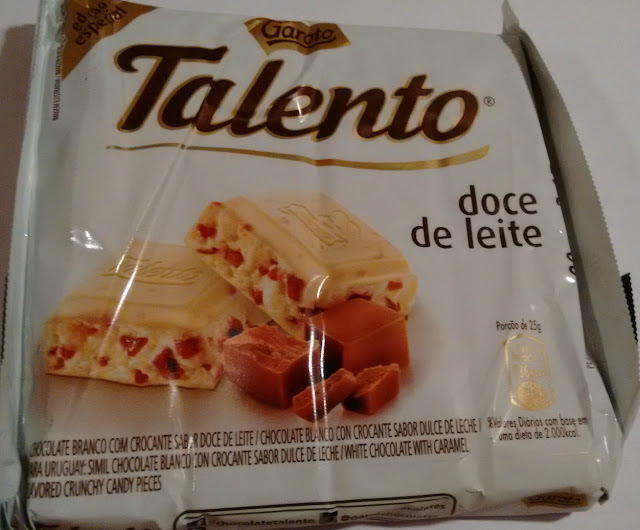 edição
especial
Garoto
Talento®
doce
de leite
Talento
Porção de 25g
*Valores Diários com base em
uma dieta de 2.000kcal
CHOCOLATE BRANCO COM CROCANTE SABOR DOCE DE LEITE / CHOCOLATE BLANCO CON CROCANTE SABOR DULCE DE LECHE /
PARA URUGUAY: SIMIL CHOCOLATE BLANCO CON CROCANTE SABOR DULCE DE LECHE / WHITE CHOCOLATE WITH CARAMEL
FLAVORED CRUNCHY CANDY PIECES
/chocolatetalento